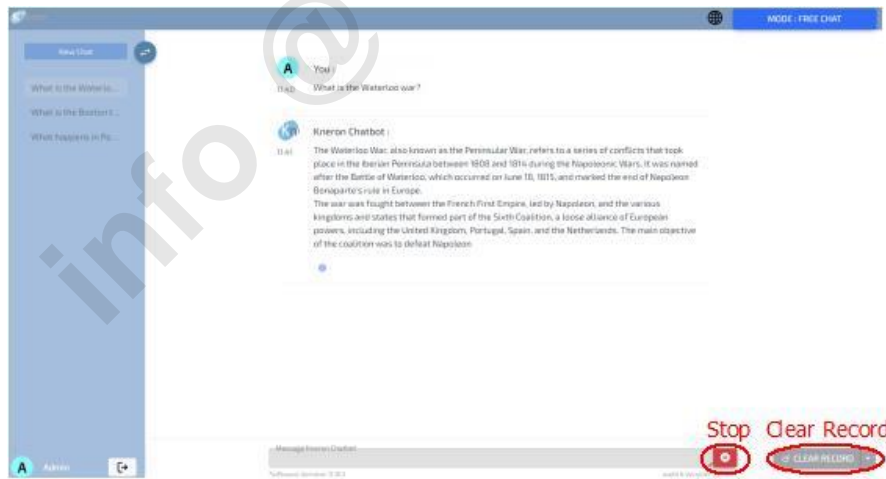 MODE : FREE CHAT
New Chat
What is the Waterlo...
What is the Boston t...
What happens in Pa...
A
You :
What is the Waterloo war?
Kneron Chatbot :
The Waterloo War, also known as the Peninsular War, refers to a series of conflicts that took
place in the Iberian Peninsula between 1808 and 1814 during the Napoleonic Wars. It was named
after the Battle of Waterloo, which occurred on June 18, 1815, and marked the end of Napoleon
Bonaparte's rule in Europe.
The war was fought between the French First Empire, led by Napoleon, and the various
kingdoms and states that formed part of the Sixth Coalition, a loose alliance of European
powers, including the United Kingdom, Portugal, Spain, and the Netherlands. The main objective
of the coalition was to defeat Napoleon
info @
Stop Clear Record
Message Kneron Chatbot
CLEAR RECORD
A Admin